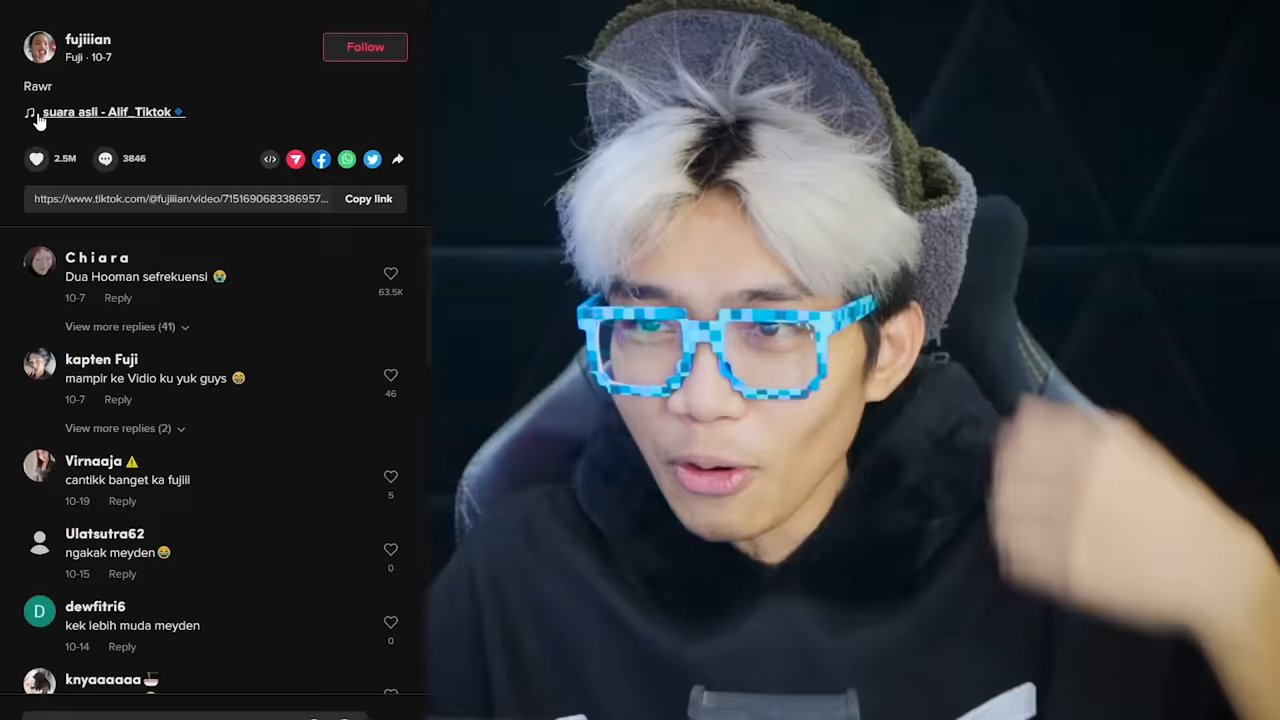 fujiiian
Fuji · 10-7
Follow
Rawr
suara asli - Alif_Tiktok
2.5M
3846
https://www.tiktok.com/@fujiiian/video/7151690683386957...
Copy link
C h i a r a
Dua Hooman sefrekuensi 😭
10-7 Reply
63.5K
View more replies (41)
kapten Fuji
mampir ke Vidio ku yuk guys 😁
10-7 Reply
46
View more replies (2)
Virnaaja ⚠️
cantikk banget ka fujiii
10-19 Reply
5
Ulatsutra62
ngakak meyden😂
10-15 Reply
0
D
dewfitri6
kek lebih muda meyden
10-14 Reply
0
knyaaaaaa🍜